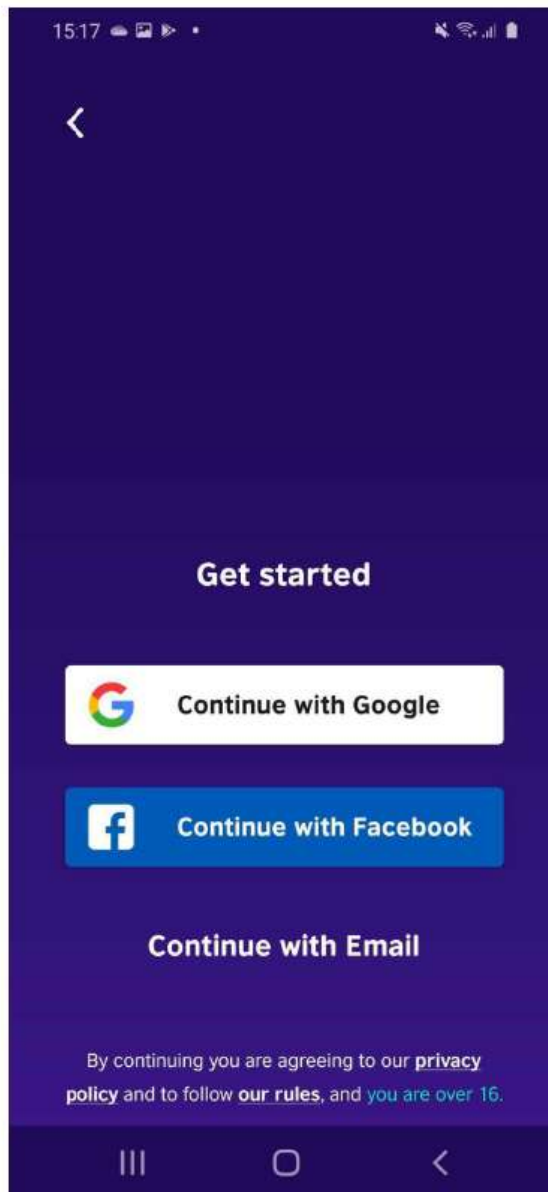 15:17
Get started
Continue with Google
Continue with Facebook
Continue with Email
By continuing you are agreeing to our privacy
policy and to follow our rules, and you are over 16.